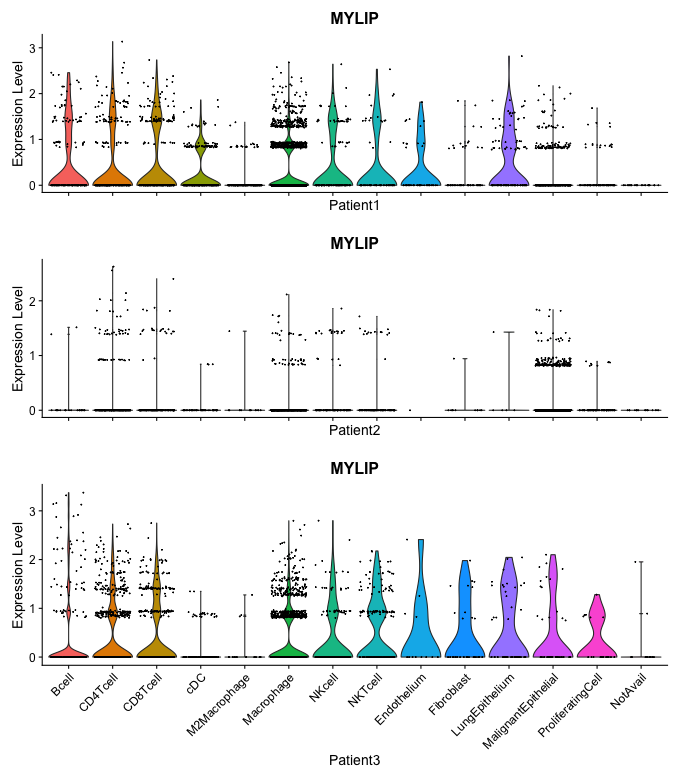 MYLIP
Expression Level
3
2
1
0
Patient1
MYLIP
Expression Level
2
1
0
Patient2
MYLIP
Expression Level
3
2
1
0
Bcell
CD4Tcell
CD8Tcell
cDC
M2Macrophage
Macrophage
NKcell
NKTcell
Endothelium
Fibroblast
LungEpithelium
MalignantEpithelial
ProliferatingCell
NotAvail
Patient3